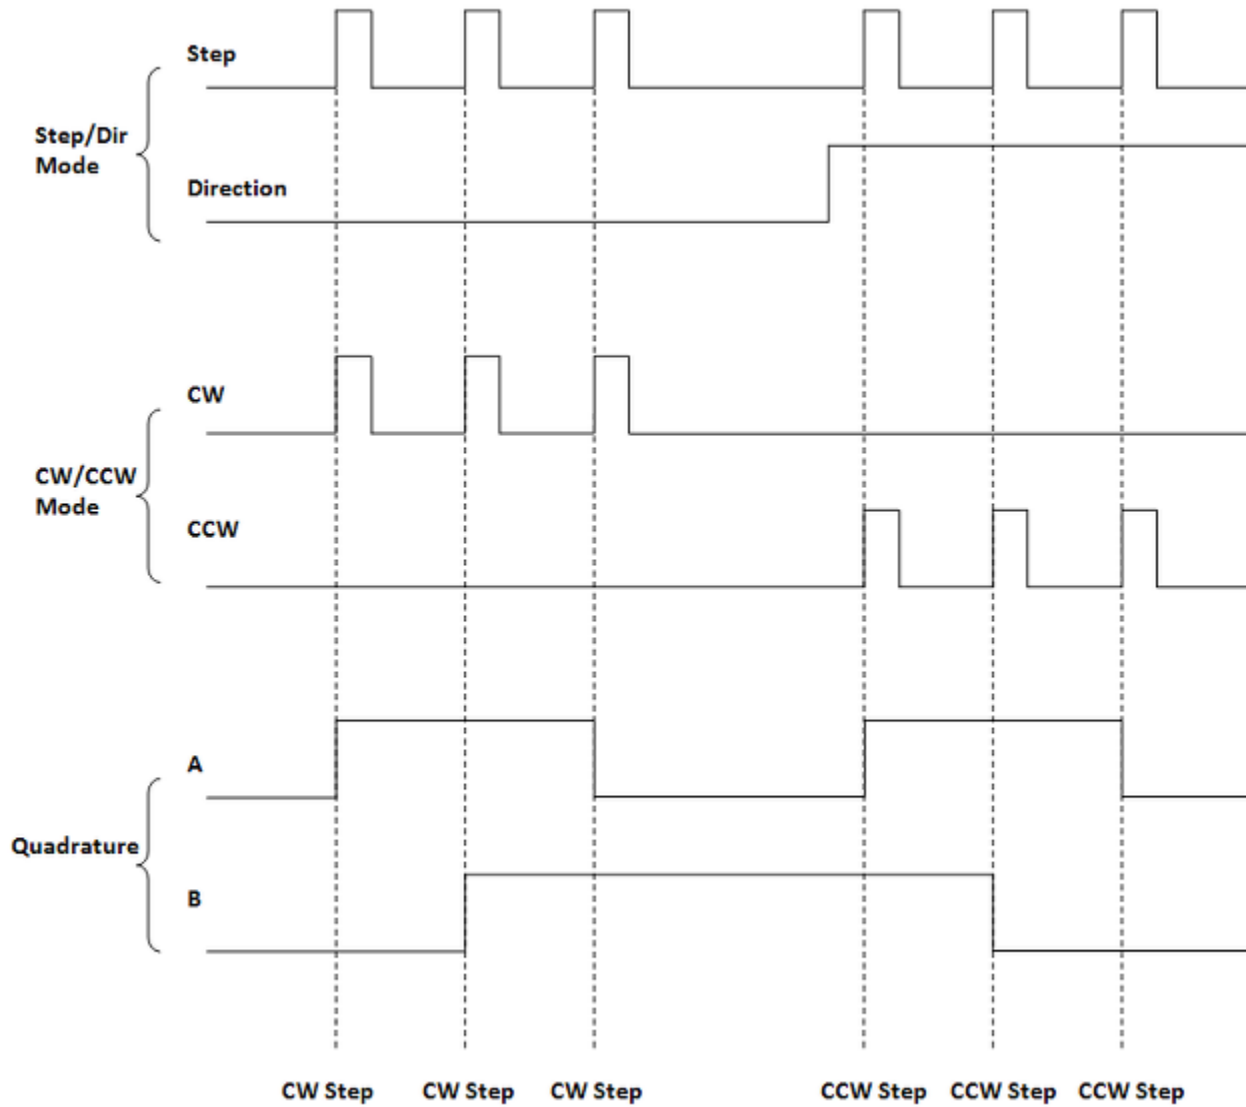 Step
Step/Dir
Mode
Direction
CW
CW/CCW
Mode
CCW
A
Quadrature
B
CW Step CW Step CW Step CCW Step CCW Step CCW Step